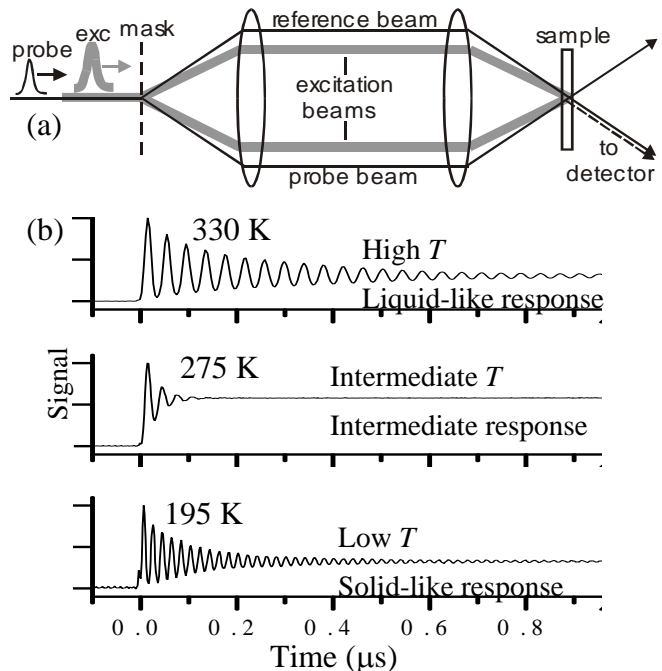 reference beam
sample
mask
exc
probe
excitation
beams
to
detector
(a)
probe beam
(b)
330 K
High T
Liquid-like response
275 K
Intermediate T
Intermediate response
Signal
195 K
Low T
Solid-like response
0.0 0.2 0.4 0.6 0.8
Time (μs)